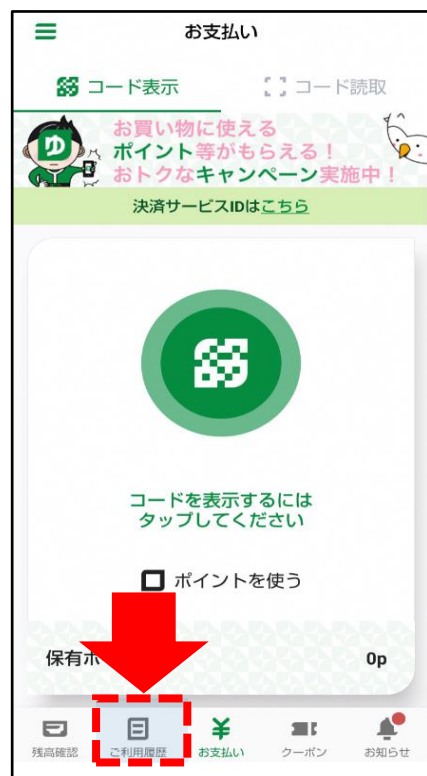 お支払い
コード表示
コード読取
ゆ
お買い物に使える
ポイント等がもらえる！
おトクなキャンペーン実施中！
決済サービスIDはこちら
コードを表示するには
タップしてください
ポイントを使う
保有ポ
0p
残高確認
ご利用履歴
お支払い
クーポン
お知らせ